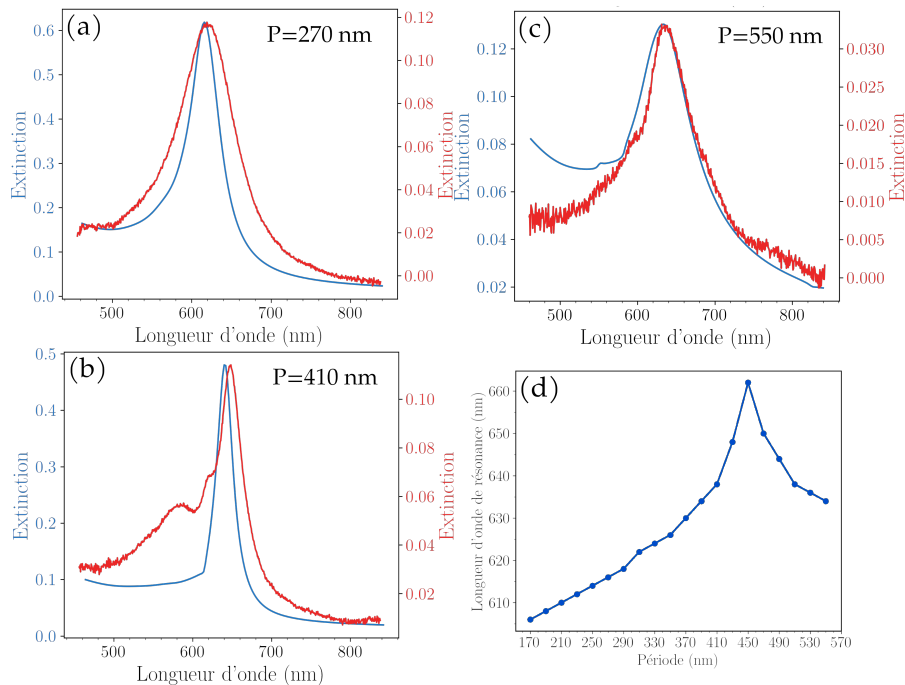 (a)
P=270 nm
0.6
0.5
0.4
0.3
0.2
0.1
0.0
Extinction
0.12
0.10
0.08
0.06
0.04
0.02
0.00
Extinction
500
600
700
800
Longueur d'onde (nm)
(c)
P=550 nm
0.12
0.10
0.08
0.06
0.04
0.02
Extinction
0.030
0.025
0.020
0.015
0.010
0.005
0.000
Extinction
500
600
700
800
Longueur d'onde (nm)
(b)
P=410 nm
0.5
0.4
0.3
0.2
0.1
0.0
Extinction
0.10
0.08
0.06
0.04
0.02
Extinction
500
600
700
800
Longueur d'onde (nm)
(d)
660
650
640
630
620
610
Longueur d'onde de résonance (nm)
170 210 250 290 330 370 410 450 490 530 570
Période (nm)